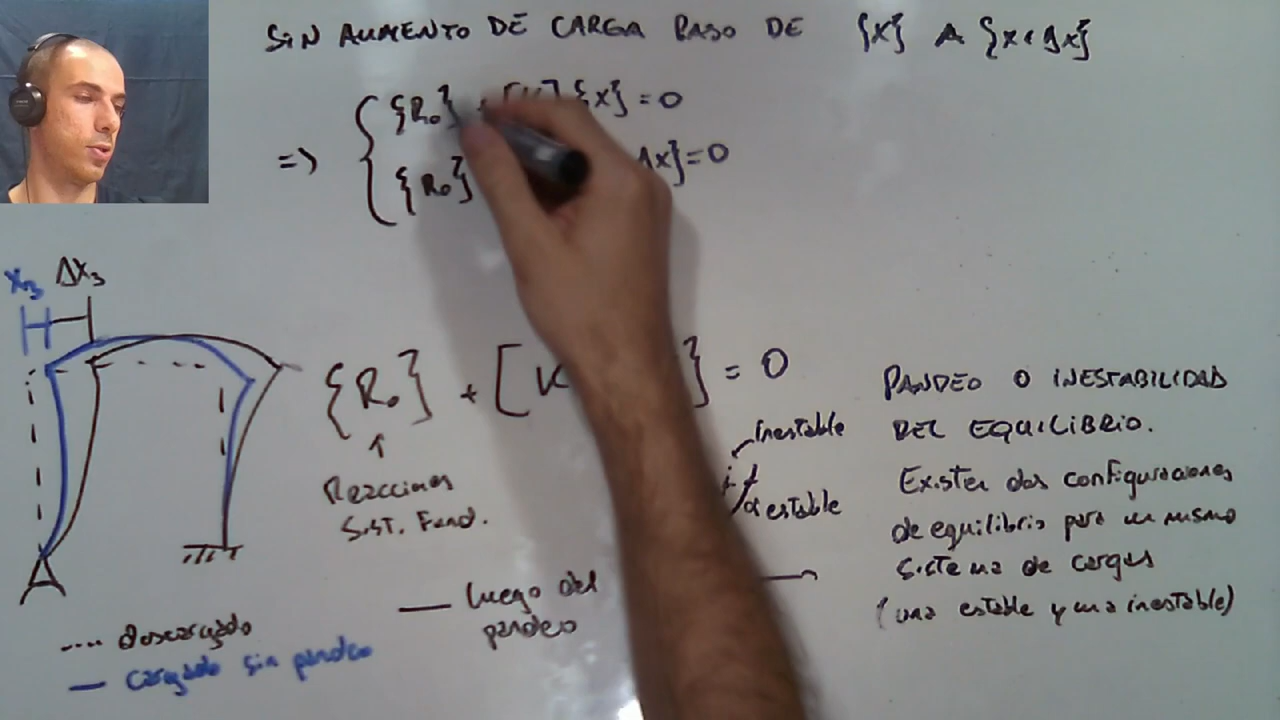 SIN AUMENTO DE CARGA PASO DE {x} A {x+Δx}
{R₀} + [K] {x} = 0
=> {R₀} Δx} = 0
x₃ Δx₃
{R₀} + [K } = 0
↑
Reacciones
Sist. Fund.
inestable
estable
PANDEO O INESTABILIDAD
DEL EQUILIBRIO.
Existen dos configuraciones
de equilibrio para un mismo
sistema de cargas
(una estable y una inestable)
---- descargado
— cargado sin pandeo
— luego del
pandeo